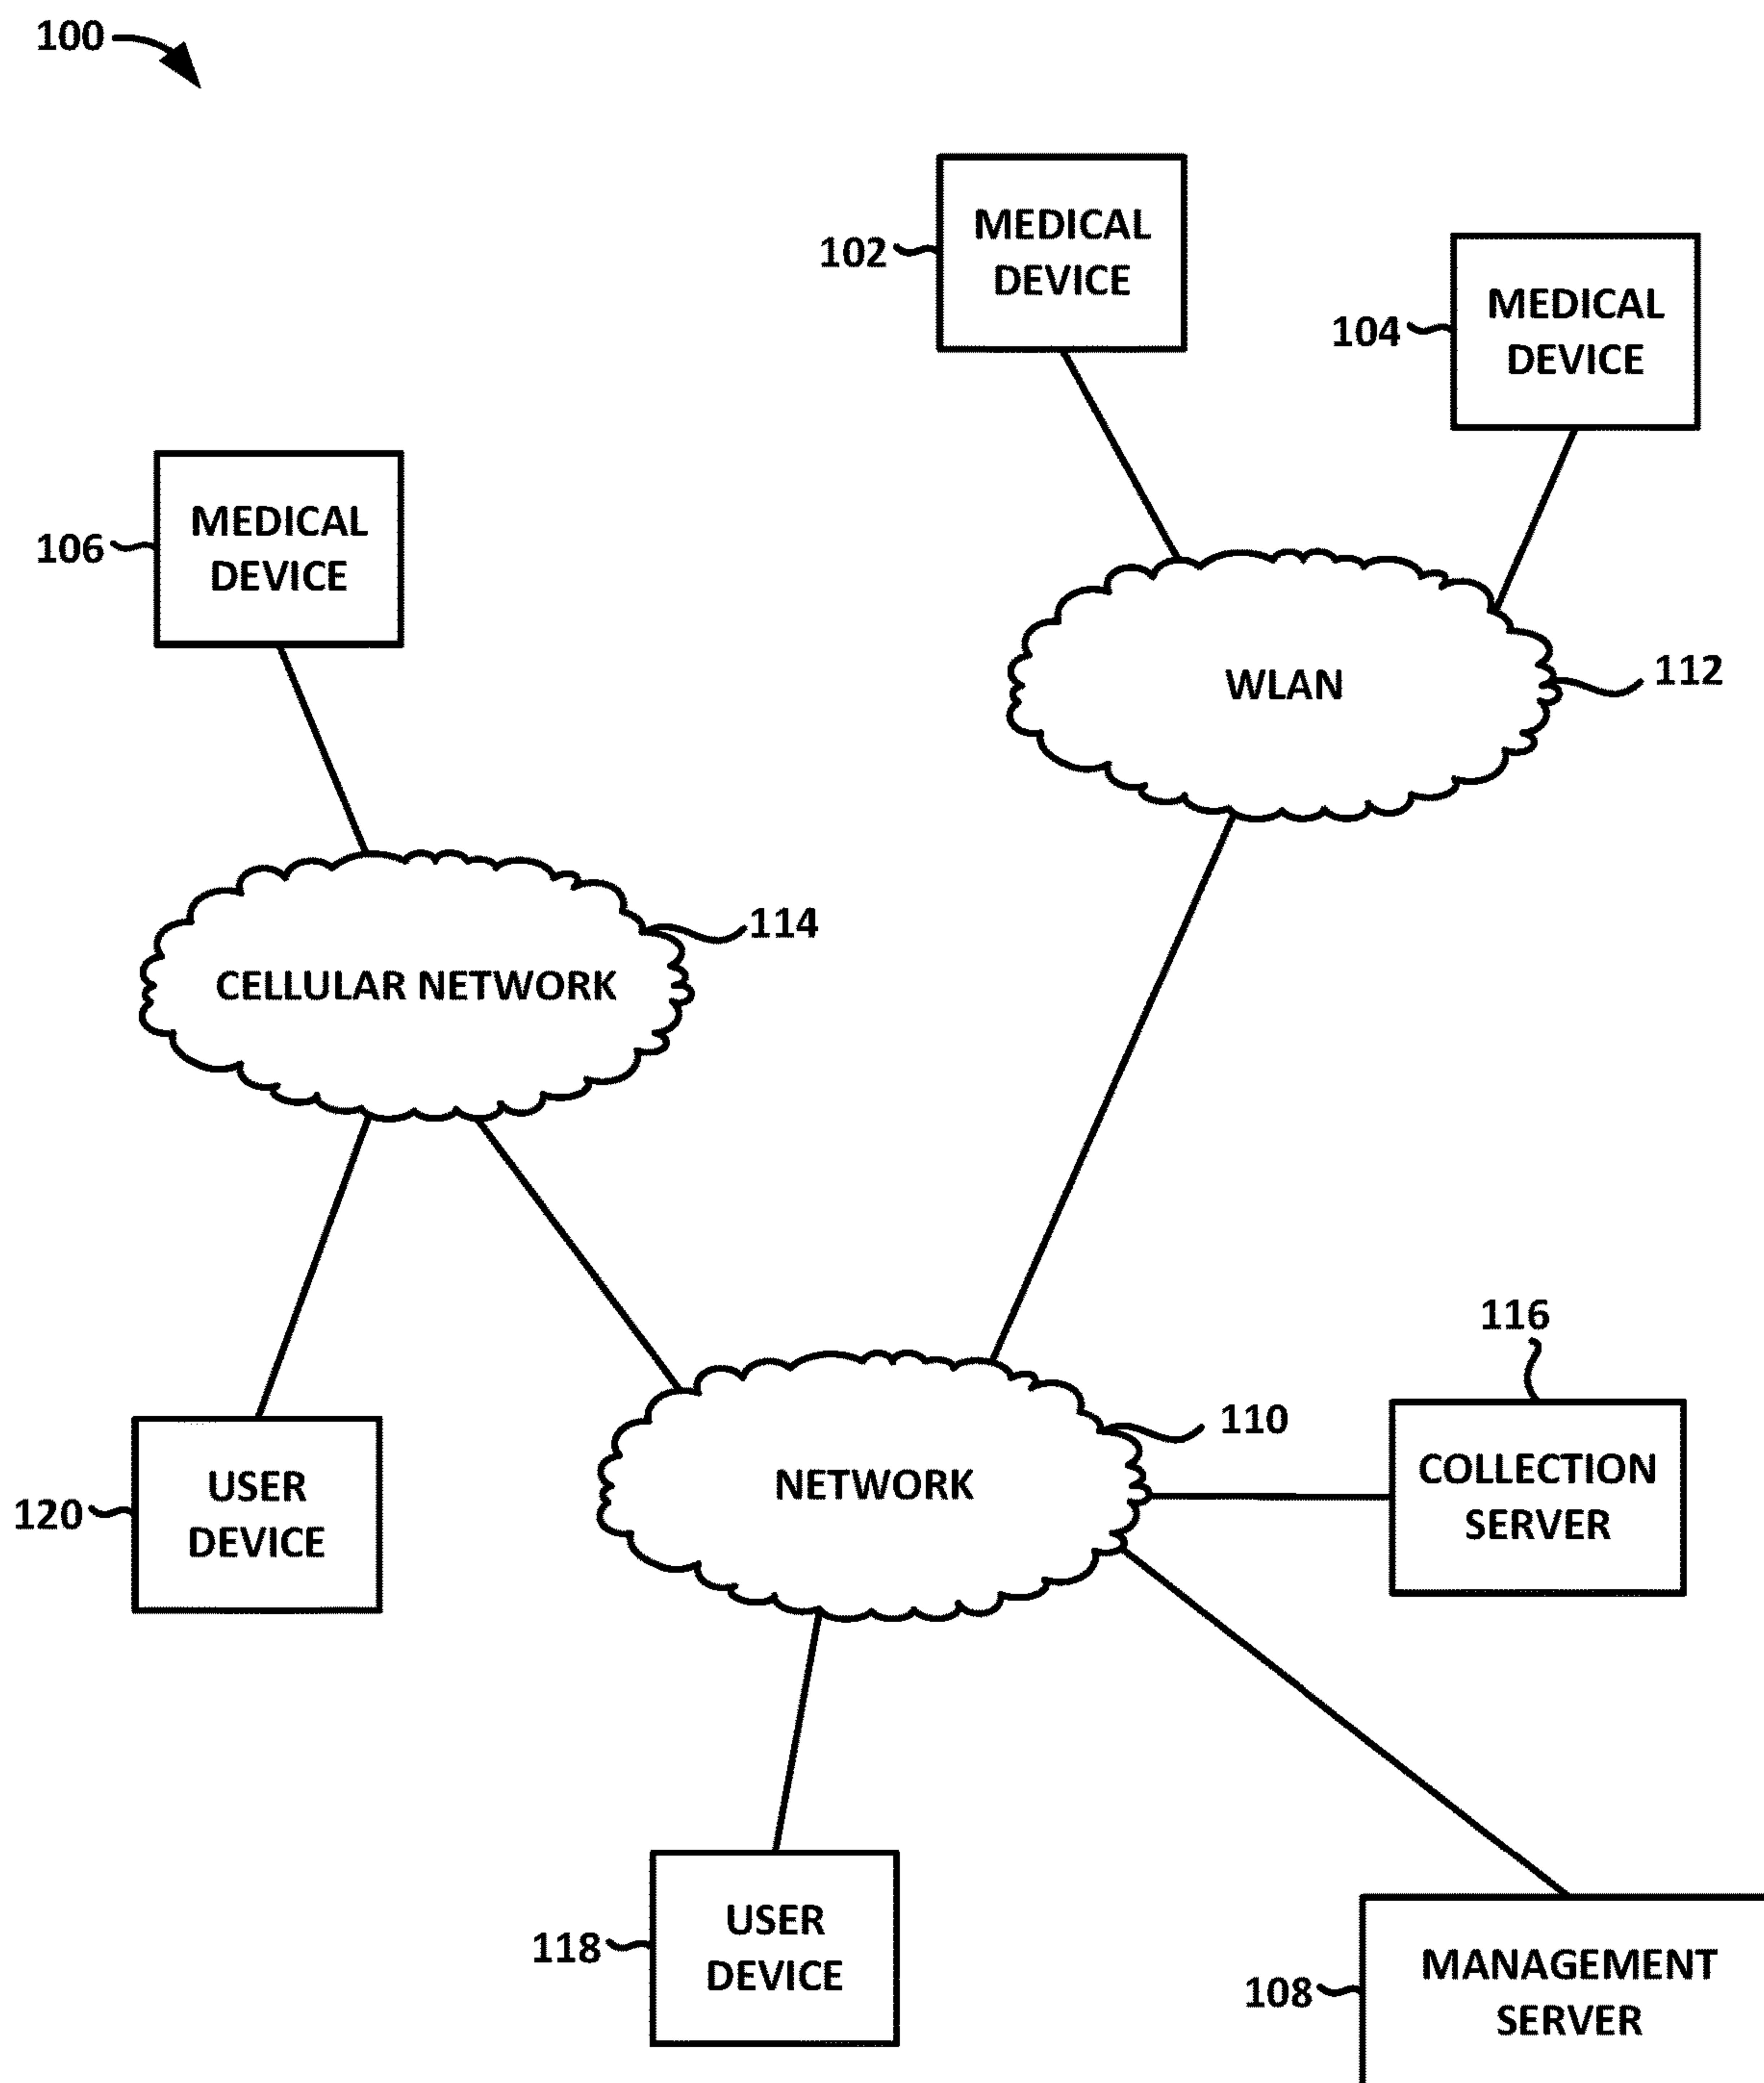 100
102
MEDICAL
DEVICE
104
MEDICAL
DEVICE
106
MEDICAL
DEVICE
WLAN
112
114
CELLULAR NETWORK
116
110
NETWORK
COLLECTION
SERVER
120
USER
DEVICE
118
USER
DEVICE
108
MANAGEMENT
SERVER